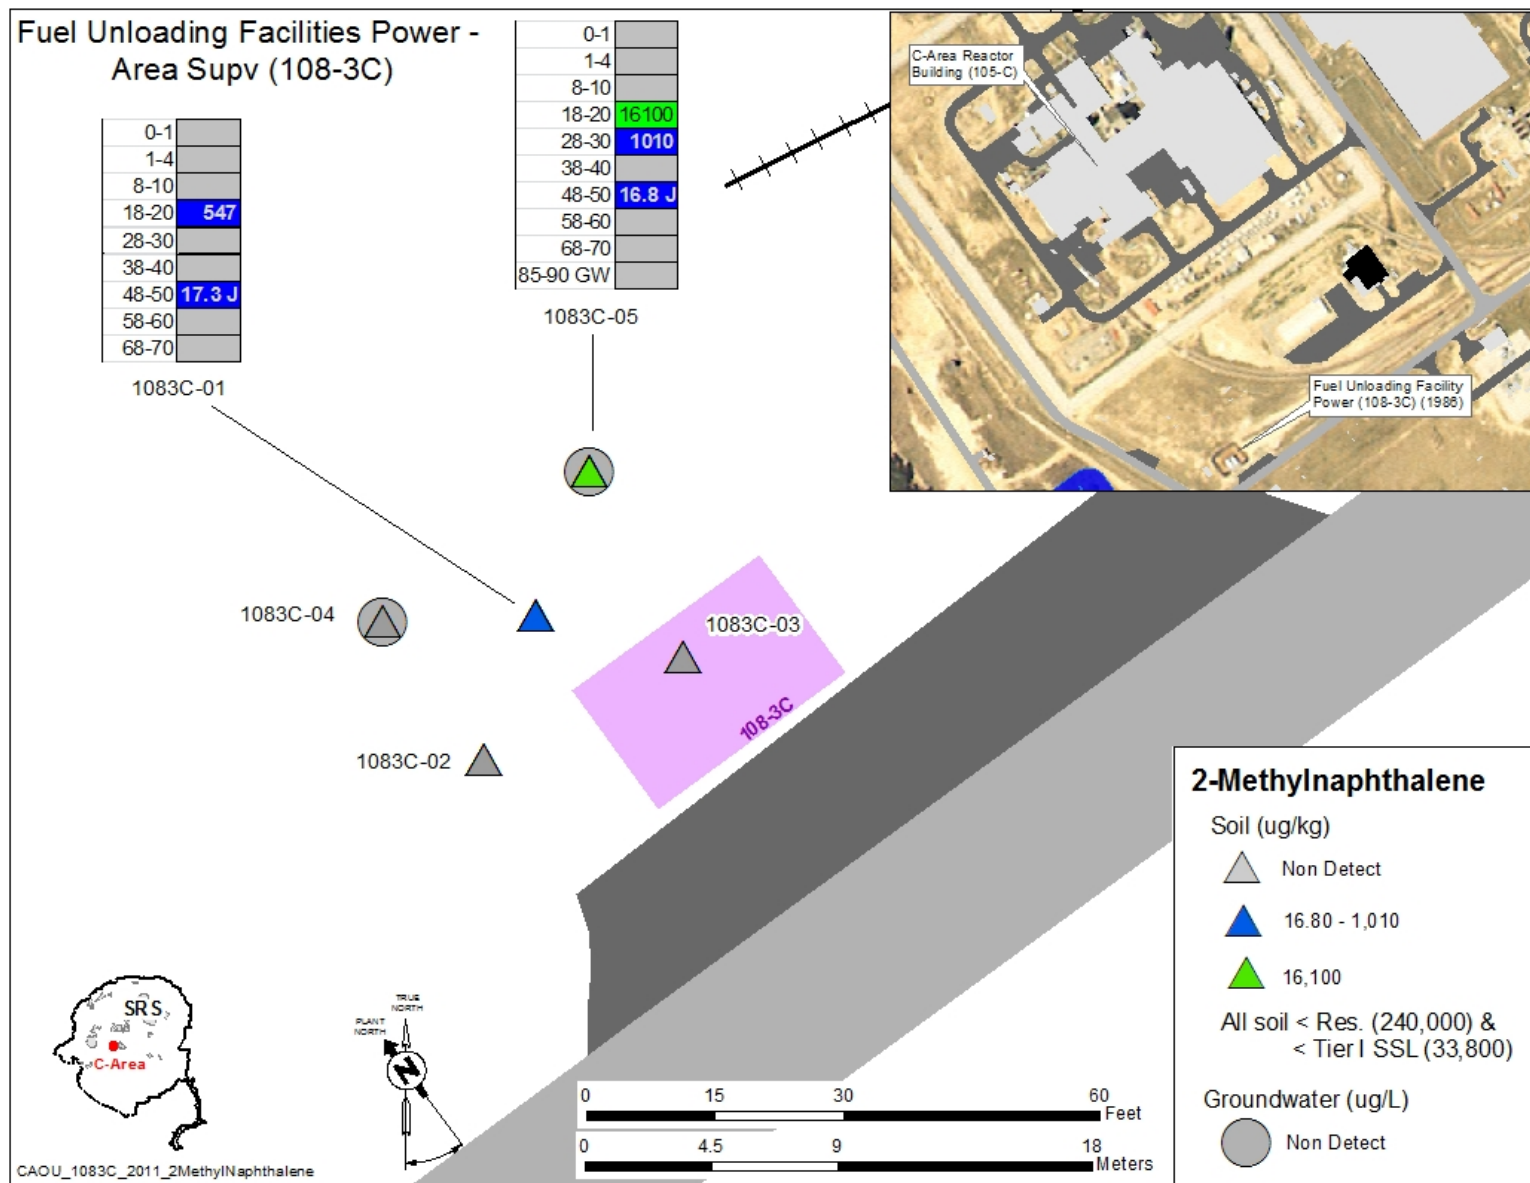 Fuel Unloading Facilities Power -
Area Supv (108-3C)
0-1
1-4
8-10
18-20 547
28-30
38-40
48-50 17.3 J
58-60
68-70
1083C-01
0-1
1-4
8-10
18-20 16100
28-30 1010
38-40
48-50 16.8 J
58-60
68-70
85-90 GW
1083C-05
C-Area Reactor
Building (105-C)
Fuel Unloading Facility
Power (108-3C) (1986)
1083C-04
1083C-03
108-3C
1083C-02
2-Methylnaphthalene
Soil (ug/kg)
Non Detect
16.80 - 1,010
16,100
All soil < Res. (240,000) &
< Tier I SSL (33,800)
Groundwater (ug/L)
Non Detect
SRS
C-Area
TRUE
NORTH
PLANT
NORTH
N
0 15 30 60
Feet
0 4.5 9 18
Meters
CAOU_1083C_2011_2MethylNaphthalene